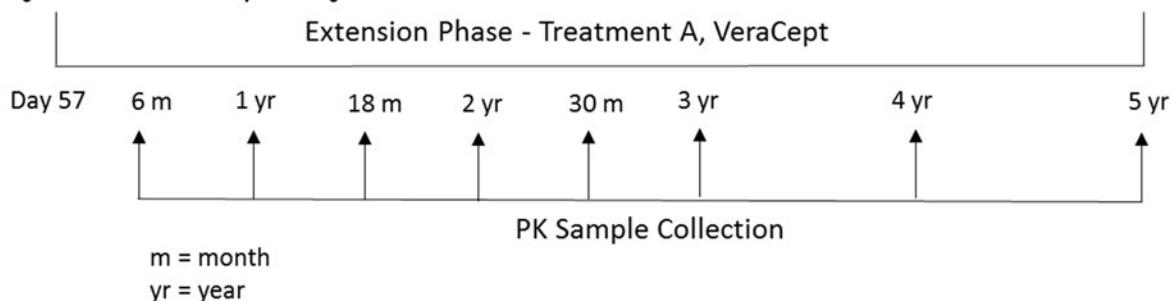 Extension Phase - Treatment A, VeraCept
Day 57 6 m 1 yr 18 m 2 yr 30 m 3 yr 4 yr 5 yr
PK Sample Collection
m = month
yr = year